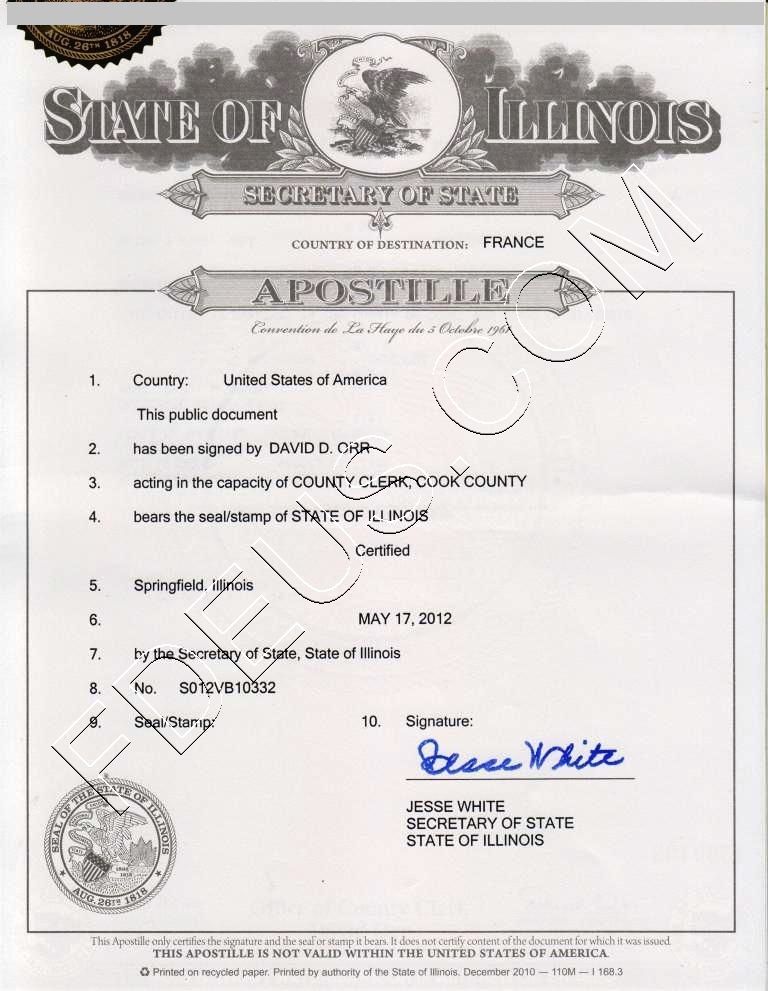 AUG. 26TH 1818
STATE OF ILLINOIS
SECRETARY OF STATE
COUNTRY OF DESTINATION: FRANCE
APOSTILLE
Convention de La Haye du 5 Octobre 1961
1. Country: United States of America
This public document
2. has been signed by DAVID D. ORR
3. acting in the capacity of COUNTY CLERK, COOK COUNTY
4. bears the seal/stamp of STATE OF ILLINOIS
Certified
5. Springfield, Illinois
6. MAY 17, 2012
7. by the Secretary of State, State of Illinois
8. No. S012VB10332
9. Seal/Stamp: 10. Signature:
Jesse White
JESSE WHITE
SECRETARY OF STATE
STATE OF ILLINOIS
SEAL OF THE STATE OF ILLINOIS
AUG. 26TH 1818
This Apostille only certifies the signature and the seal or stamp it bears. It does not certify content of the document for which it was issued.
THIS APOSTILLE IS NOT VALID WITHIN THE UNITED STATES OF AMERICA.
Printed on recycled paper. Printed by authority of the State of Illinois. December 2010 — 110M — I 168.3
FDEUS.COM